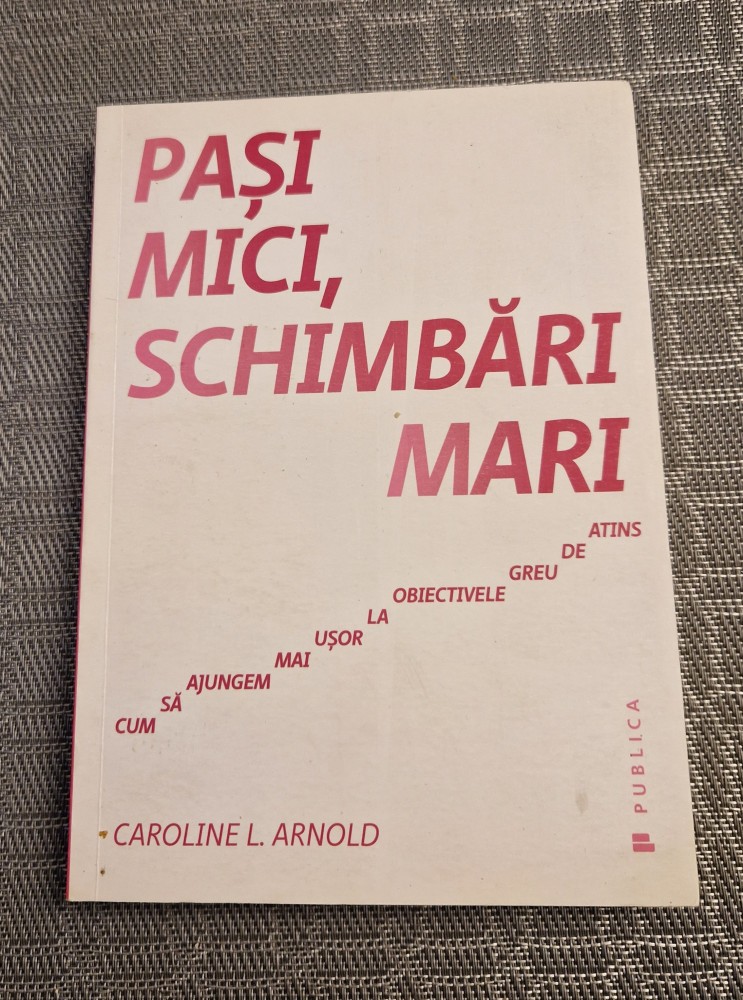 PAȘI
MICI,
SCHIMBĂRI
MARI
CUM SĂ AJUNGEM MAI UȘOR LA OBIECTIVELE GREU DE ATINS
CAROLINE L. ARNOLD
PUBLICA